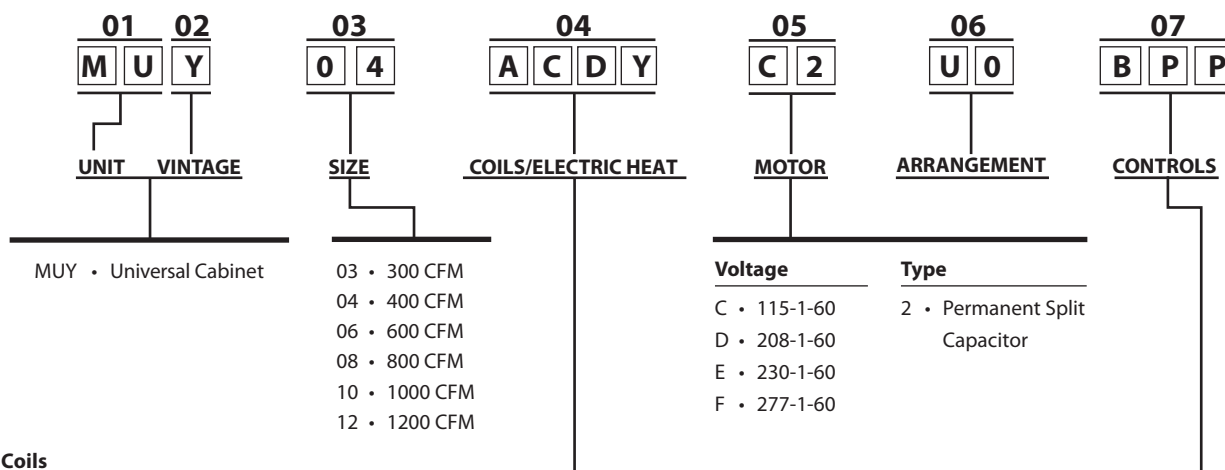 01 02 03 04 05 06 07
M U Y 0 4 A C D Y C 2 U 0 B P P
UNIT VINTAGE SIZE COILS/ELECTRIC HEAT MOTOR ARRANGEMENT CONTROLS
MUY • Universal Cabinet
03 • 300 CFM
04 • 400 CFM
06 • 600 CFM
08 • 800 CFM
10 • 1000 CFM
12 • 1200 CFM
Voltage
C • 115-1-60
D • 208-1-60
E • 230-1-60
F • 277-1-60
Type
2 • Permanent Split
Capacitor
Coils